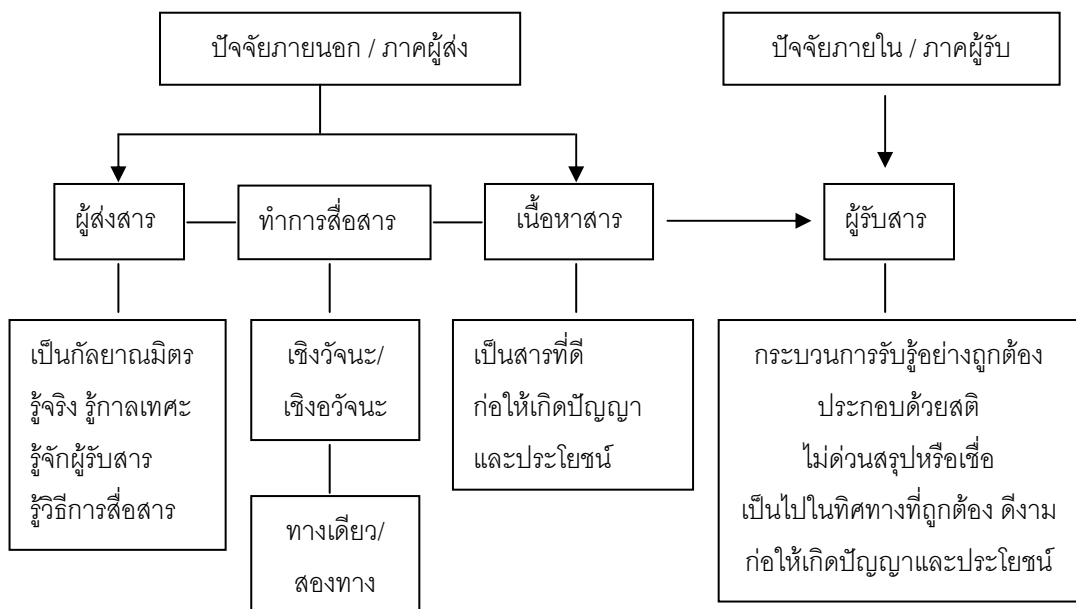 ปัจจัยภายนอก / ภาคผู้ส่ง
ปัจจัยภายใน / ภาคผู้รับ
ผู้ส่งสาร
ทำการสื่อสาร
เนื้อหาสาร
ผู้รับสาร
เป็นกัลยาณมิตร
รู้จริง รู้กาลเทศะ
รู้จักผู้รับสาร
รู้วิธีการสื่อสาร
เชิงวัจนะ/
เชิงอวัจนะ
ทางเดียว/
สองทาง
เป็นสารที่ดี
ก่อให้เกิดปัญญา
และประโยชน์
กระบวนการรับรู้อย่างถูกต้อง
ประกอบด้วยสติ
ไม่ด่วนสรุปหรือเชื่อ
เป็นไปในทิศทางที่ถูกต้อง ดีงาม
ก่อให้เกิดปัญญาและประโยชน์